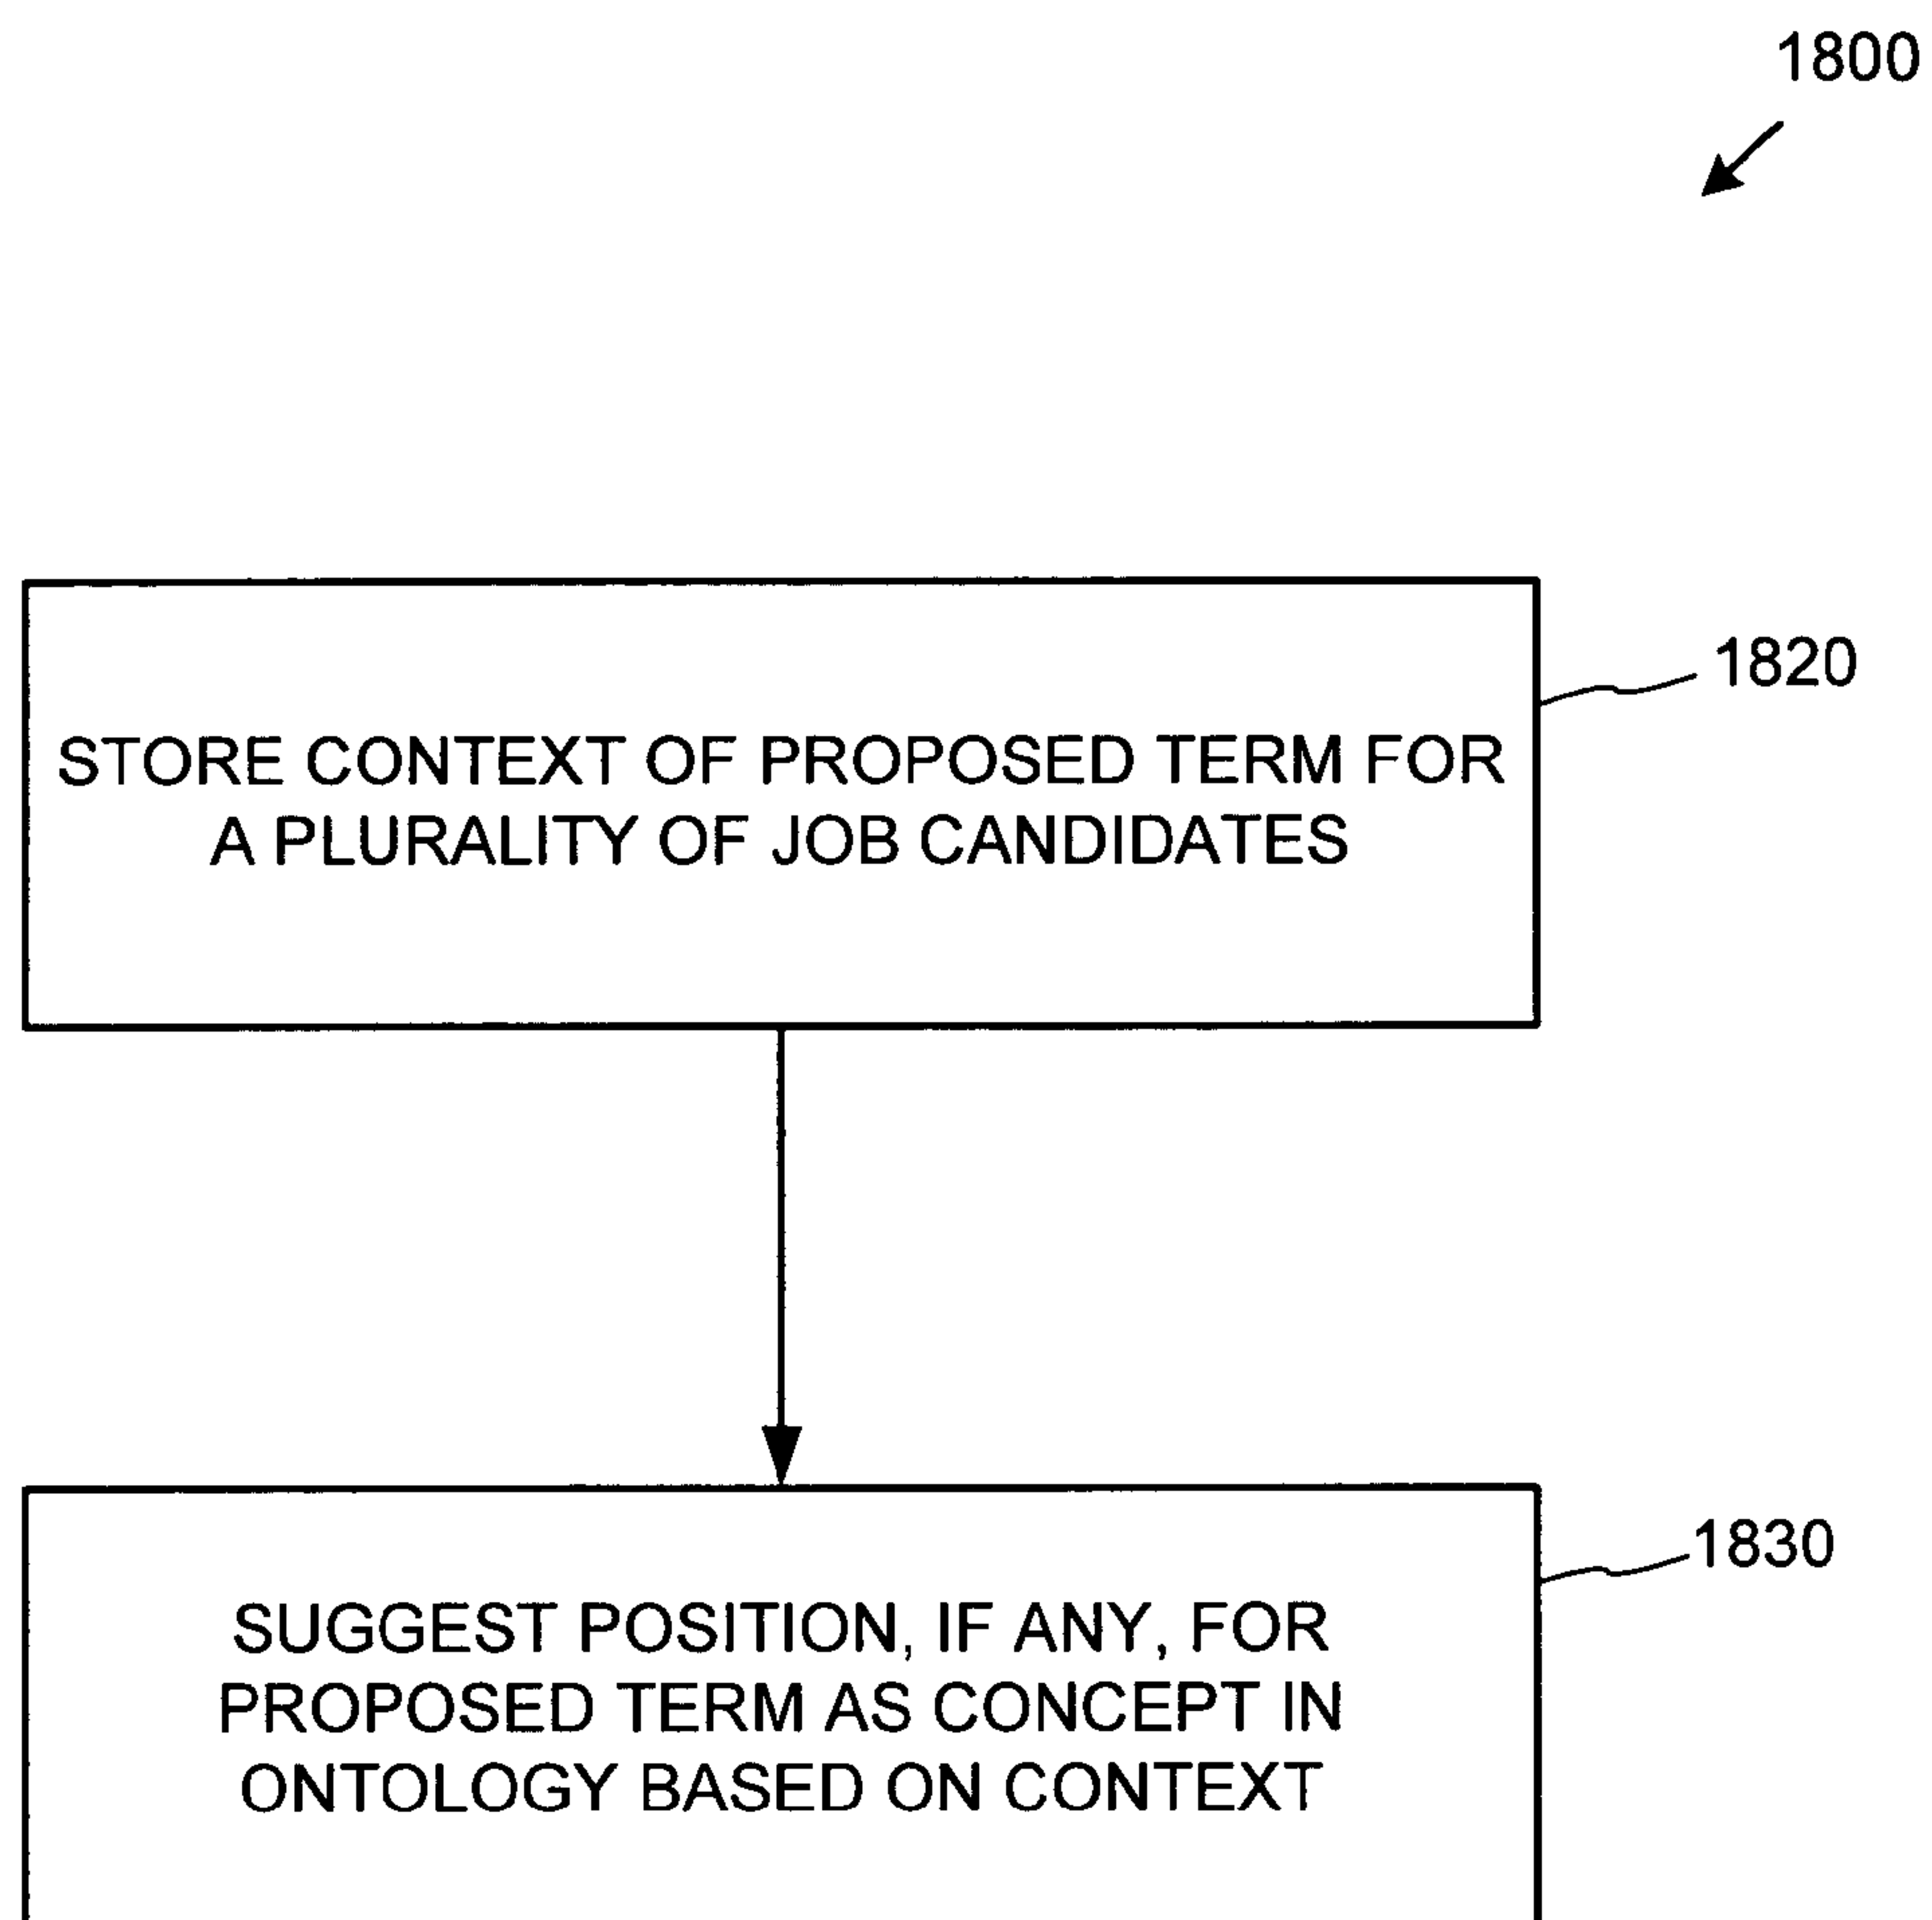 1800
1820
STORE CONTEXT OF PROPOSED TERM FOR
A PLURALITY OF JOB CANDIDATES
1830
SUGGEST POSITION, IF ANY, FOR
PROPOSED TERM AS CONCEPT IN
ONTOLOGY BASED ON CONTEXT